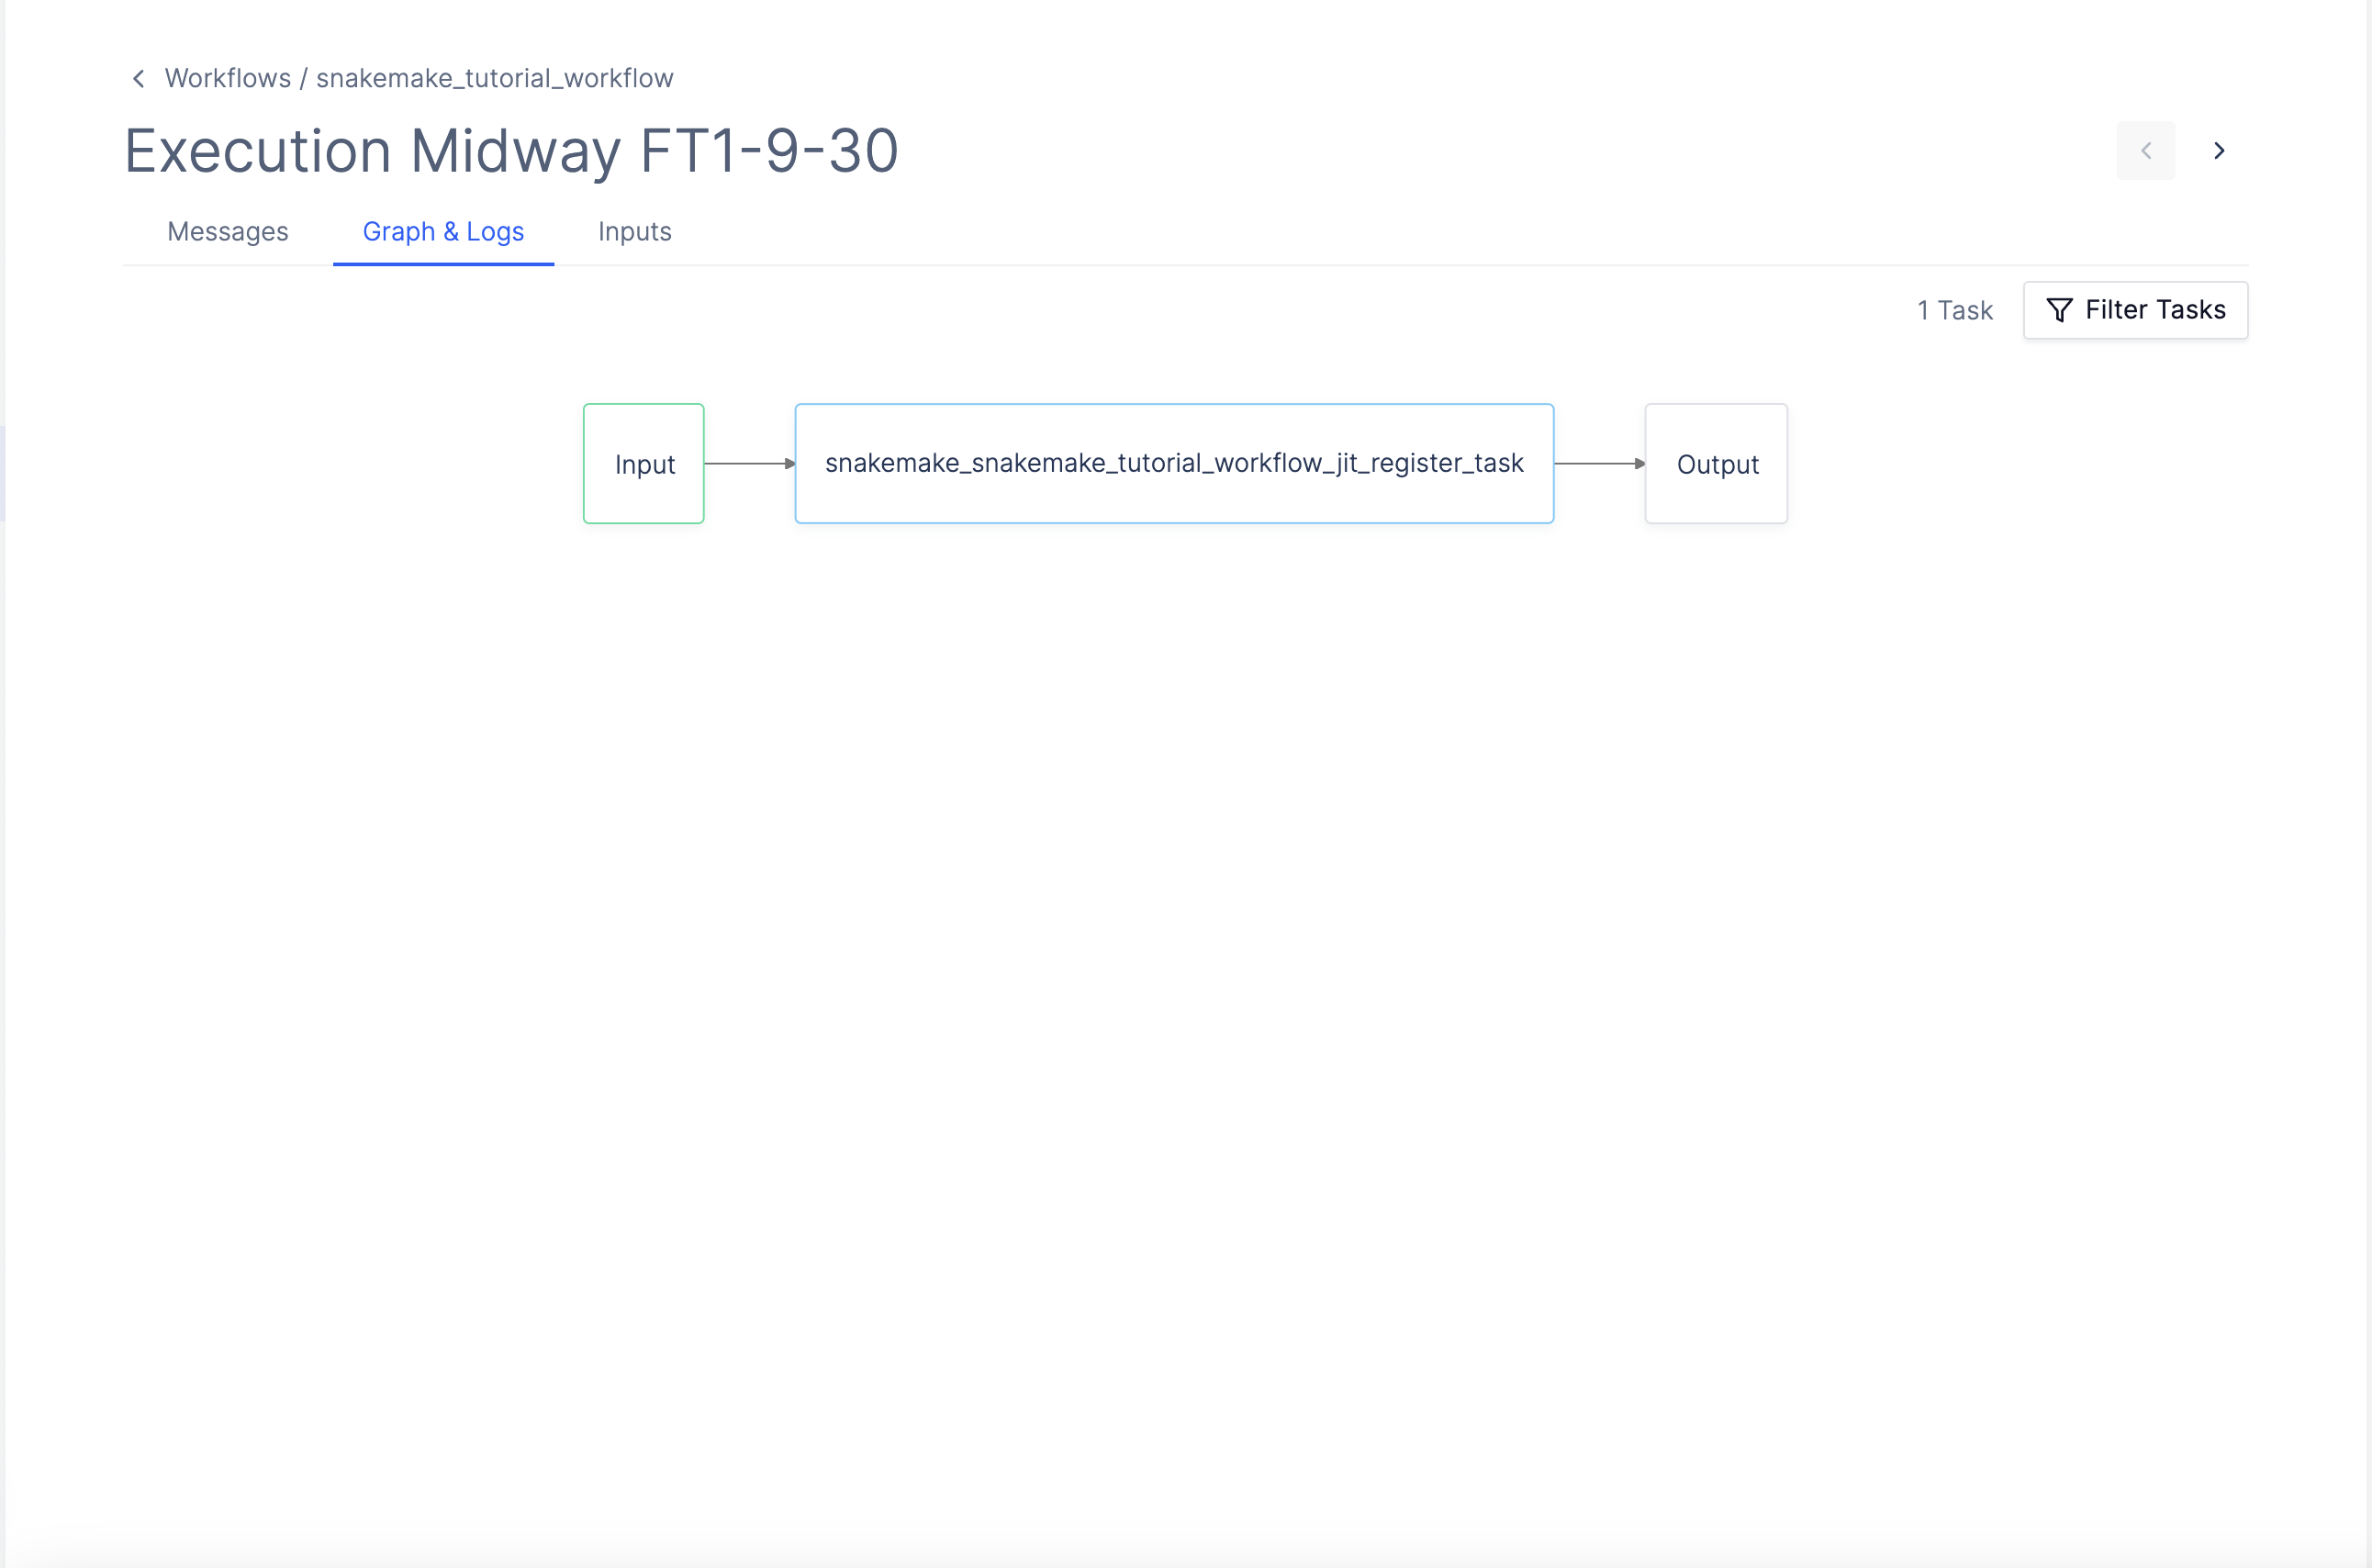 Workflows / snakemake_tutorial_workflow
Execution Midway FT1-9-30
Messages Graph & Logs Inputs
1 Task Filter Tasks
Input snakemake_snakemake_tutorial_workflow_jit_register_task Output